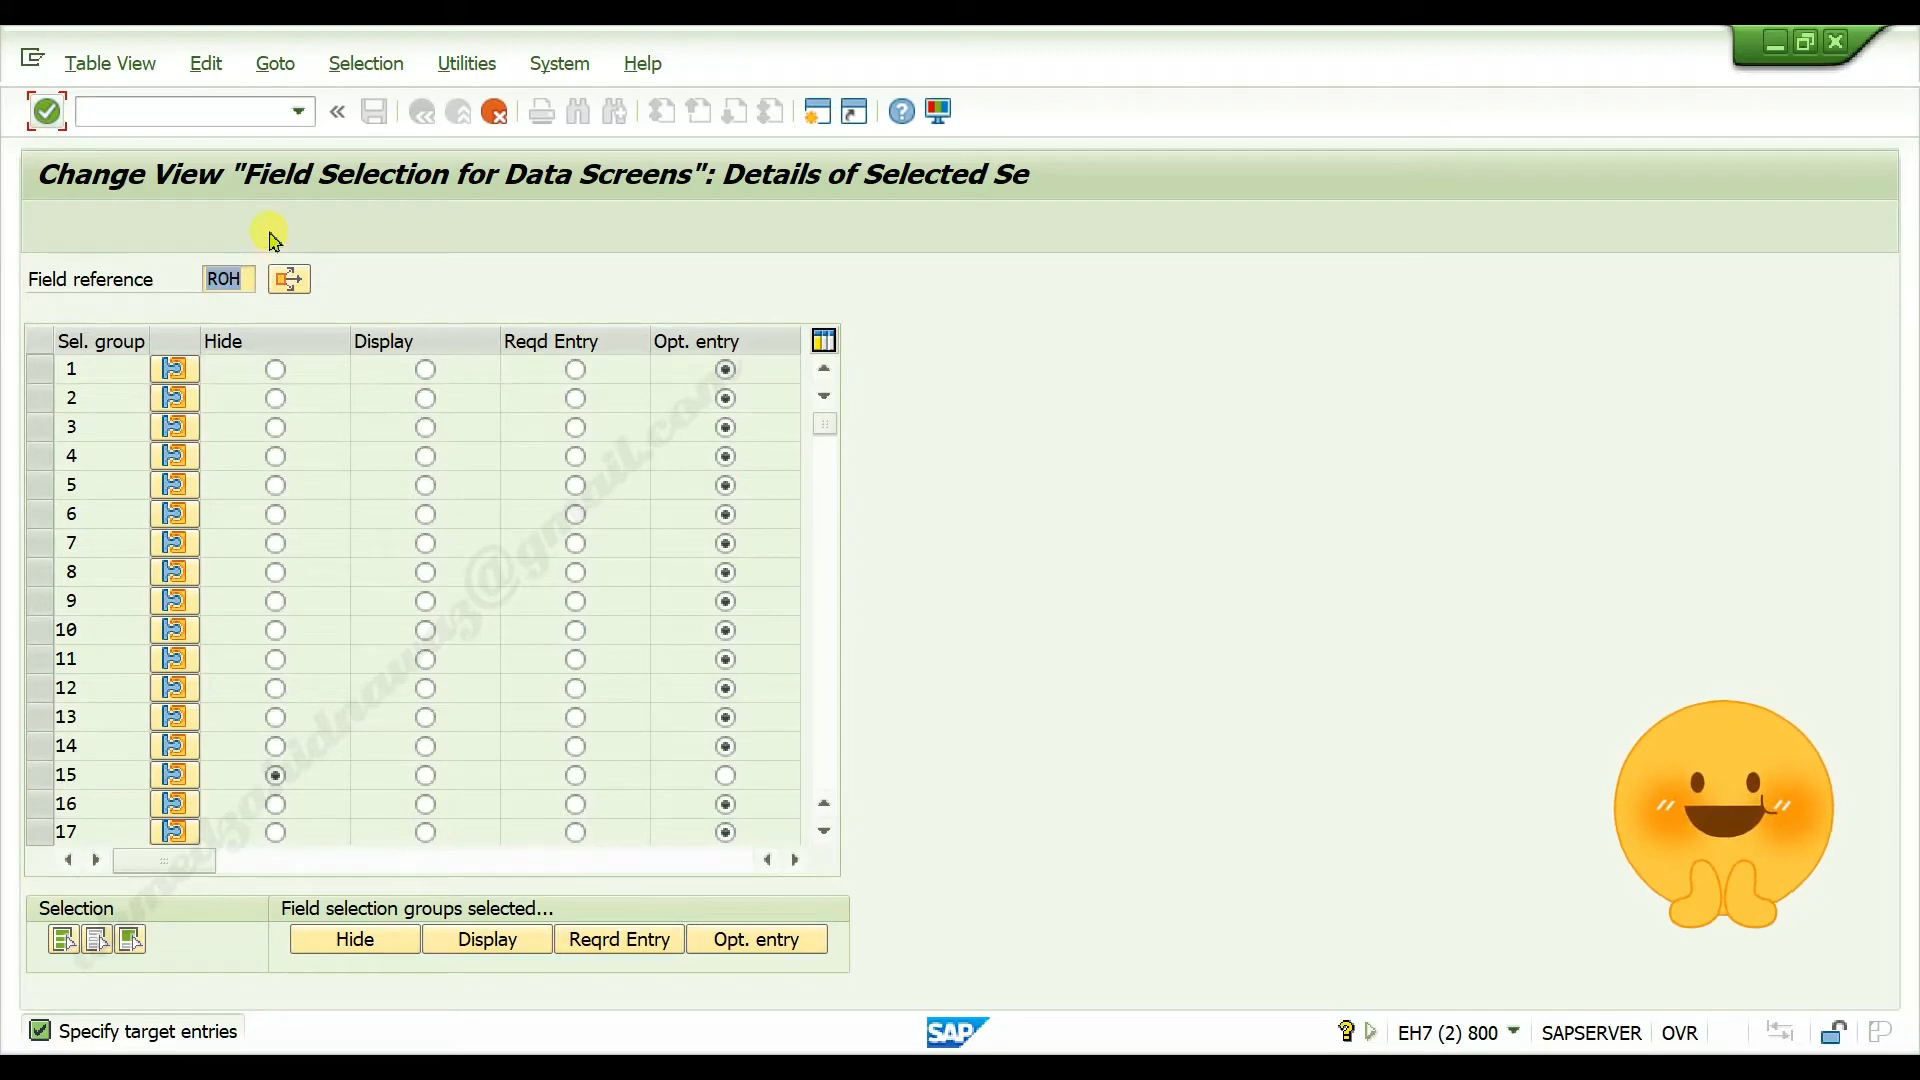 Table View Edit Goto Selection Utilities System Help
Change View "Field Selection for Data Screens": Details of Selected Se
Field reference ROH
Sel. group Hide Display Reqd Entry Opt. entry
1
2
3
4
5
6
7
8
9
10
11
12
13
14
15
16
17
Selection Field selection groups selected...
Hide Display Reqrd Entry Opt. entry
Specify target entries SAP EH7 (2) 800 SAPSERVER OVR